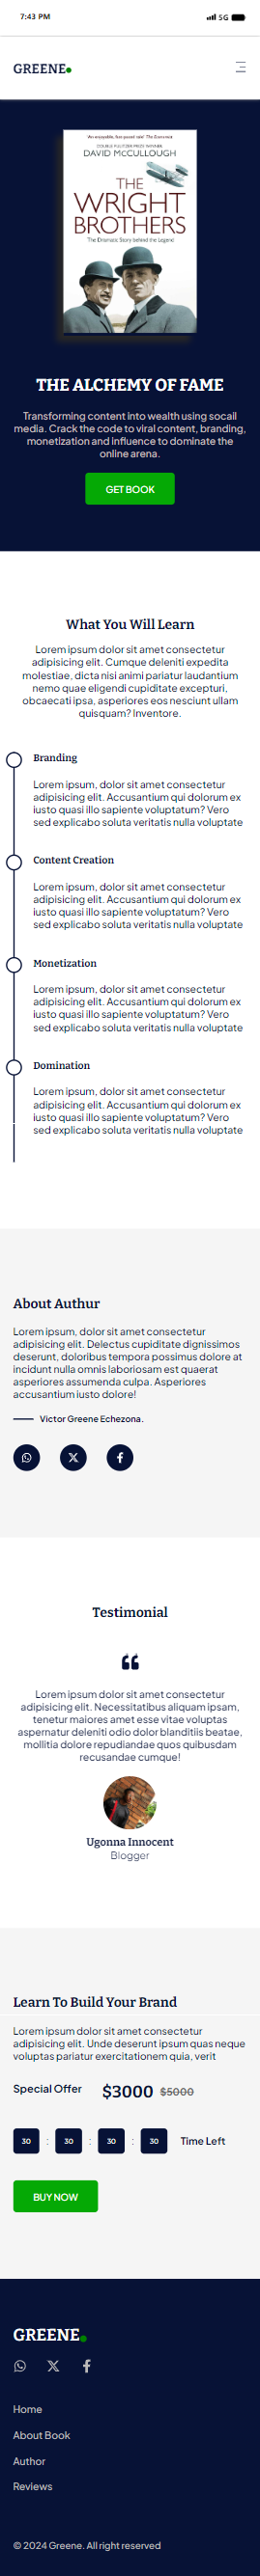 7:43 PM
5G
GREENE
'An enjoyable, fast-paced tale' The Economist
DOUBLE PULITZER PRIZE WINNER
DAVID McCULLOUGH
THE
WRIGHT
BROTHERS
The Dramatic Story behind the Legend
THE ALCHEMY OF FAME
Transforming content into wealth using socail
media. Crack the code to viral content, branding,
monetization and influence to dominate the
online arena.
GET BOOK
What You Will Learn
Lorem ipsum dolor sit amet consectetur
adipisicing elit. Cumque deleniti expedita
molestiae, dicta nisi animi pariatur laudantium
nemo quae eligendi cupiditate excepturi,
obcaecati ipsa, asperiores eos nesciunt ullam
quisquam? Inventore.
Branding
Lorem ipsum, dolor sit amet consectetur
adipisicing elit. Accusantium qui dolorum ex
iusto quasi illo sapiente voluptatum? Vero
sed explicabo soluta veritatis nulla voluptate
Content Creation
Lorem ipsum, dolor sit amet consectetur
adipisicing elit. Accusantium qui dolorum ex
iusto quasi illo sapiente voluptatum? Vero
sed explicabo soluta veritatis nulla voluptate
Monetization
Lorem ipsum, dolor sit amet consectetur
adipisicing elit. Accusantium qui dolorum ex
iusto quasi illo sapiente voluptatum? Vero
sed explicabo soluta veritatis nulla voluptate
Domination
Lorem ipsum, dolor sit amet consectetur
adipisicing elit. Accusantium qui dolorum ex
iusto quasi illo sapiente voluptatum? Vero
sed explicabo soluta veritatis nulla voluptate
About Authur
Lorem ipsum, dolor sit amet consectetur
adipisicing elit. Delectus cupiditate dignissimos
deserunt, doloribus tempora possimus dolore at
incidunt nulla omnis laboriosam est quaerat
asperiores assumenda culpa. Asperiores
accusantium iusto dolore!
Victor Greene Echezona.
Testimonial
Lorem ipsum dolor sit amet consectetur
adipisicing elit. Necessitatibus aliquam ipsam,
tenetur maiores amet esse vitae voluptas
aspernatur deleniti odio dolor blanditiis beatae,
mollitia dolore repudiandae quos quibusdam
recusandae cumque!
Ugonna Innocent
Blogger
Learn To Build Your Brand
Lorem ipsum dolor sit amet consectetur
adipisicing elit. Unde deserunt ipsum quas neque
voluptas pariatur exercitationem quia, verit
Special Offer $3000 $5000
30 : 30 : 30 : 30 Time Left
BUY NOW
GREENE
Home
About Book
Author
Reviews
© 2024 Greene. All right reserved